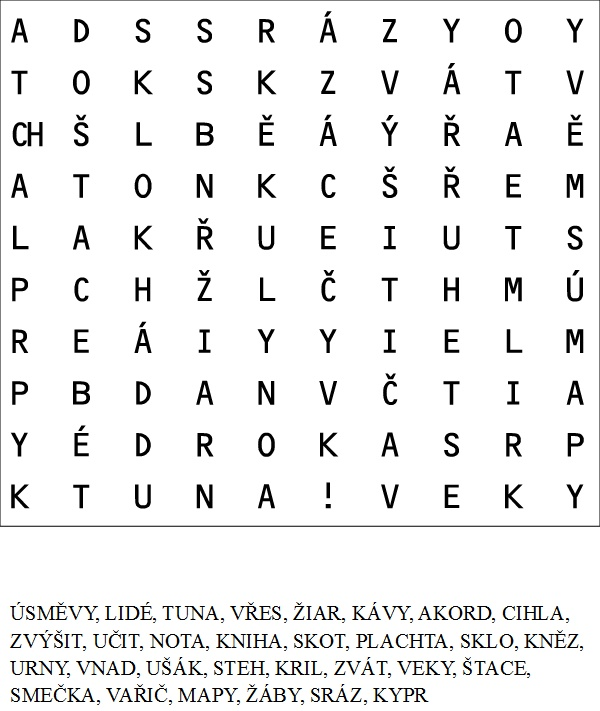 A D S S R Á Z Y O Y
T O K S K Z V Á T V
CH Š L B Ě Á Ý Ř A Ě
A T O N K C Š Ř E M
L A K Ř U E I U T S
P C H Ž L Č T H M Ú
R E Á I Y Y I E L M
P B D A N V Č T I A
Y É D R O K A S R P
K T U N A ! V E K Y
ÚSMĚVY, LIDÉ, TUNA, VŘES, ŽIAR, KÁVY, AKORD, CIHLA,
ZVÝŠIT, UČIT, NOTA, KNIHA, SKOT, PLACHTA, SKLO, KNĚZ,
URNY, VNAD, UŠÁK, STEH, KRIL, ZVÁT, VEKY, ŠTACE,
SMEČKA, VAŘIČ, MAPY, ŽÁBY, SRÁZ, KYPR